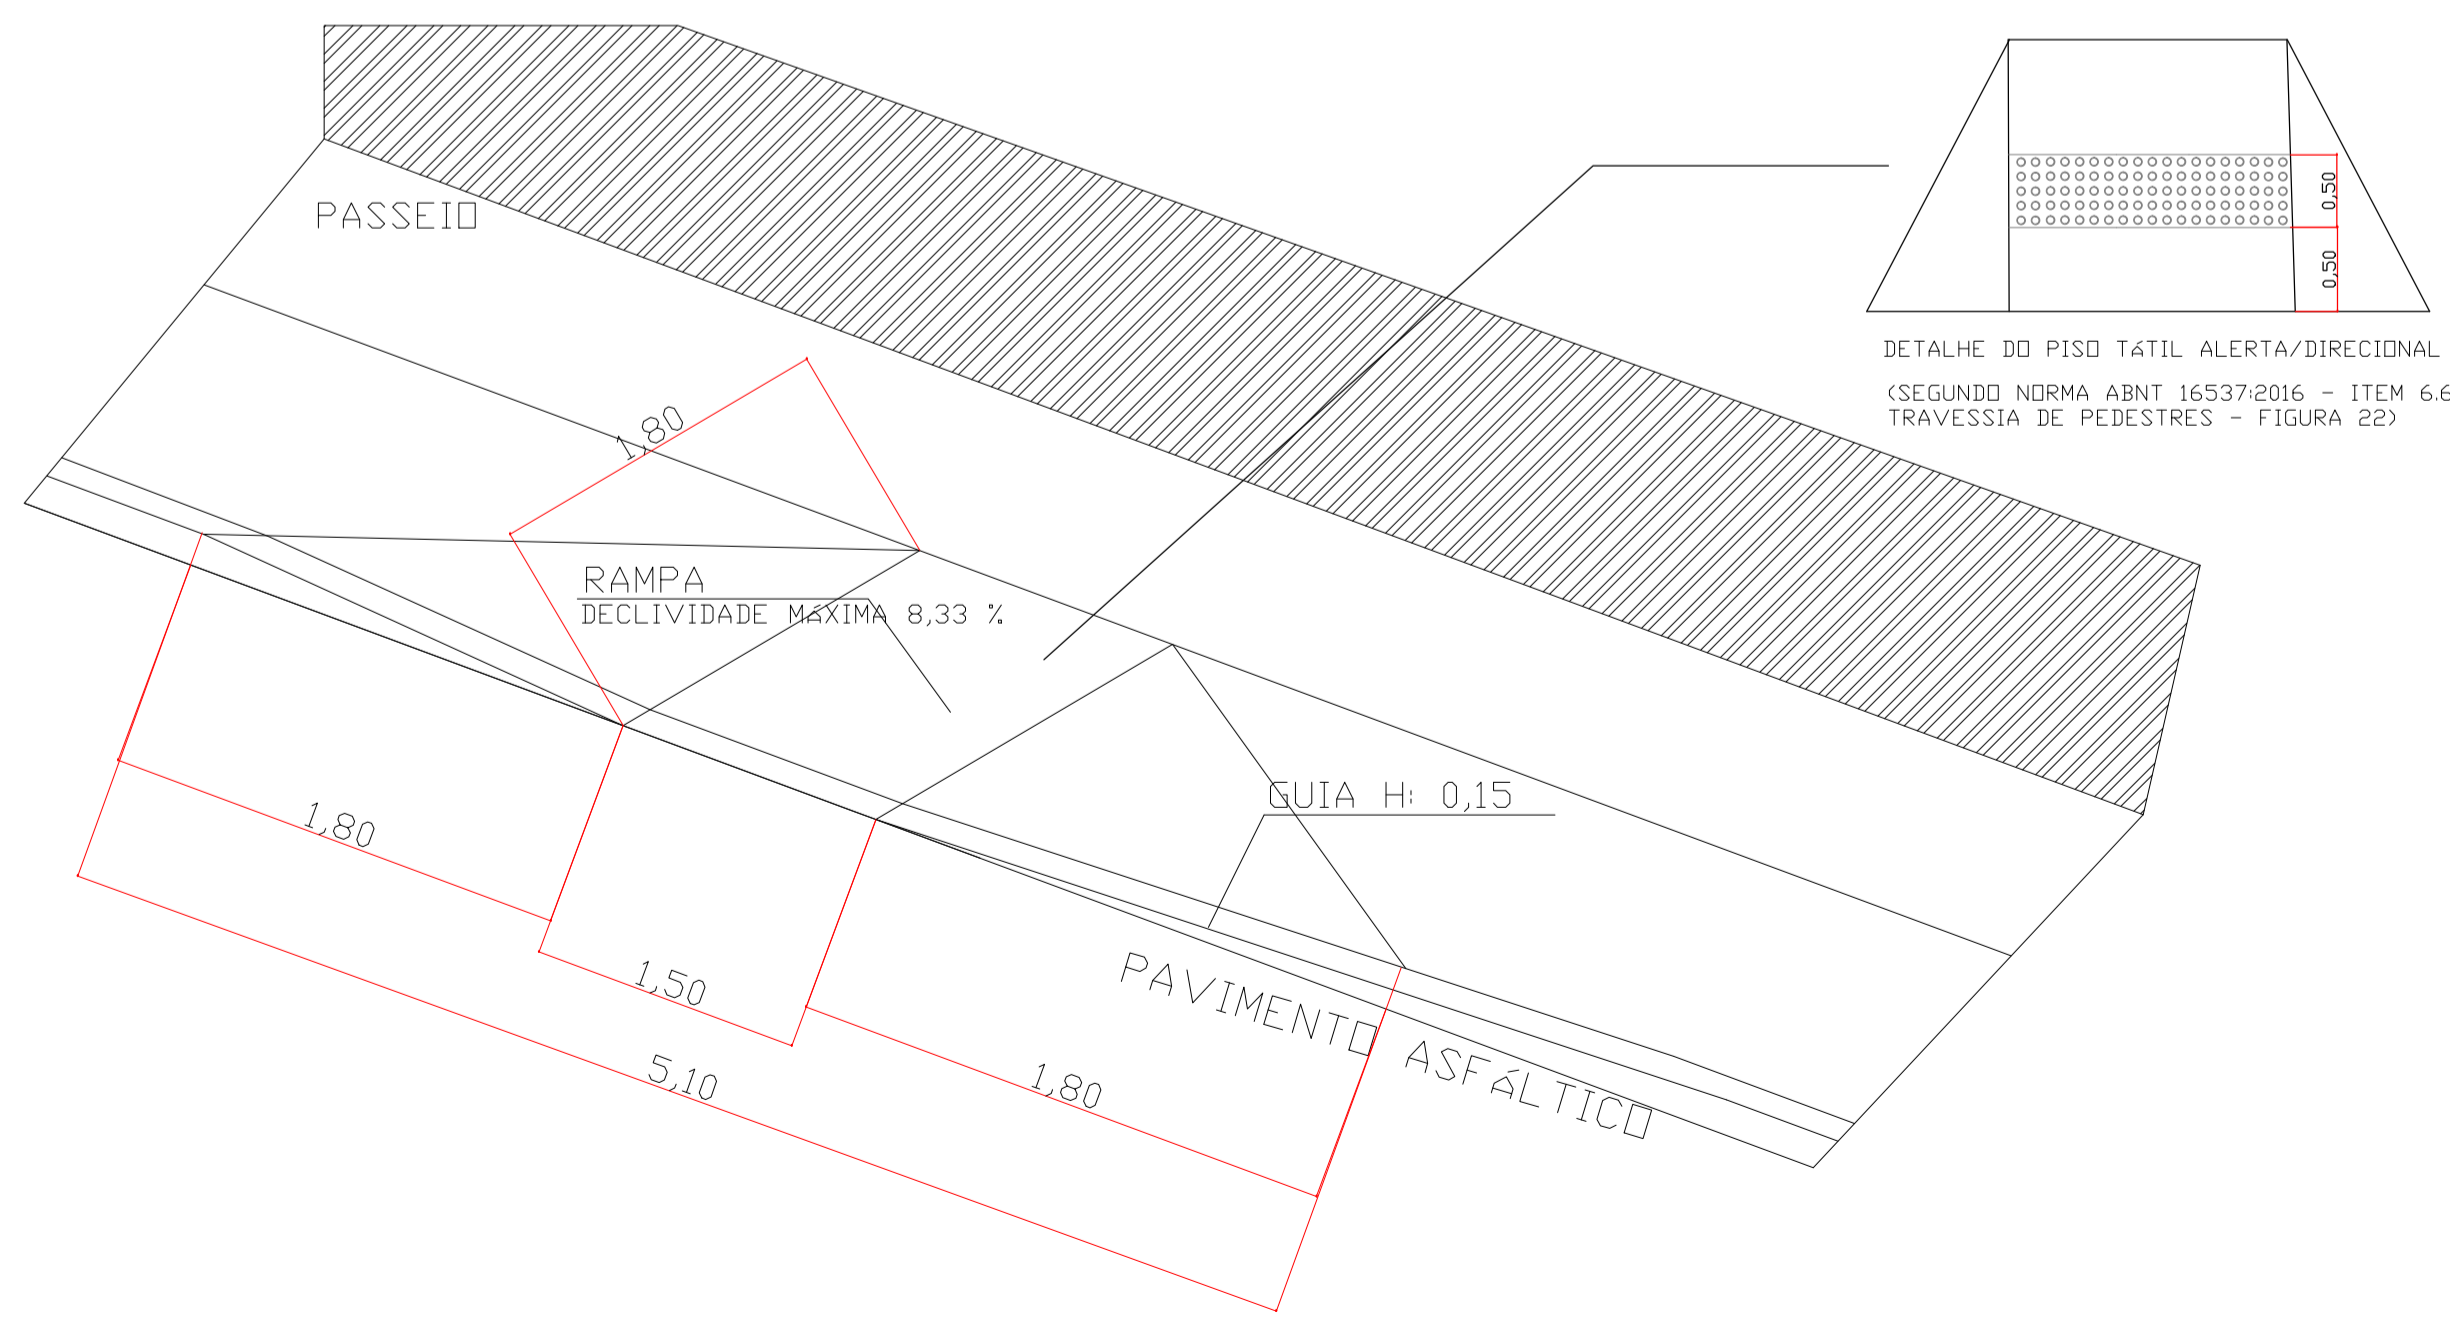 PASSEIO
1,80
RAMPA
DECLIVIDADE MÁXIMA 8,33 %
GUIA H: 0,15
PAVIMENTO ASFÁLTICO
1,80
1,50
1,80
5,10
0,50
0,50
DETALHE DO PISO TÁTIL ALERTA/DIRECIONAL
(SEGUNDO NORMA ABNT 16537:2016 - ITEM 6.6
TRAVESSIA DE PEDESTRES - FIGURA 22)